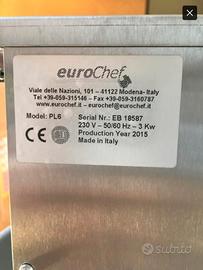 euroChef
Viale delle Nazioni, 101 – 41122 Modena- Italy
Tel +39-059-315146 – Fax +39-059-3160787
www.eurochef.it – eurochef@eurochef.it
Model: PL6
Serial Nr.: EB 18587
230 V – 50/60 Hz – 3 Kw
Production Year 2015
Made in Italy
CE
subito